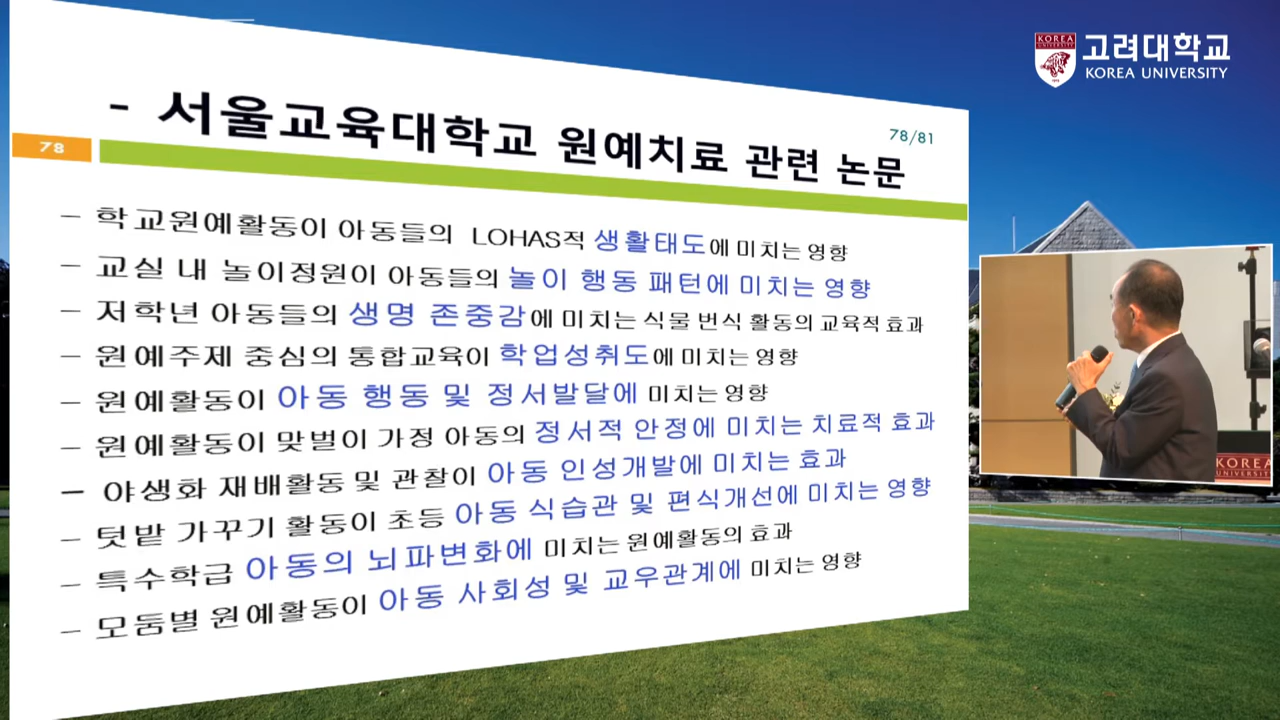 KOREA
UNIVERSITY
고려대학교
KOREA UNIVERSITY
- 서울교육대학교 원예치료 관련 논문
78/81
78
– 학교원예활동이 아동들의 LOHAS적 생활태도에 미치는 영향
– 교실 내 놀이정원이 아동들의 놀이 행동 패턴에 미치는 영향
– 저학년 아동들의 생명 존중감에 미치는 식물 번식 활동의 교육적 효과
– 원예주제 중심의 통합교육이 학업성취도에 미치는 영향
– 원예활동이 아동 행동 및 정서발달에 미치는 영향
– 원예활동이 맞벌이 가정 아동의 정서적 안정에 미치는 치료적 효과
– 야생화 재배활동 및 관찰이 아동 인성개발에 미치는 효과
– 텃밭 가꾸기 활동이 초등 아동 식습관 및 편식개선에 미치는 영향
– 특수학급 아동의 뇌파변화에 미치는 원예활동의 효과
– 모둠별 원예활동이 아동 사회성 및 교우관계에 미치는 영향
KOREA
UNIVERSIT